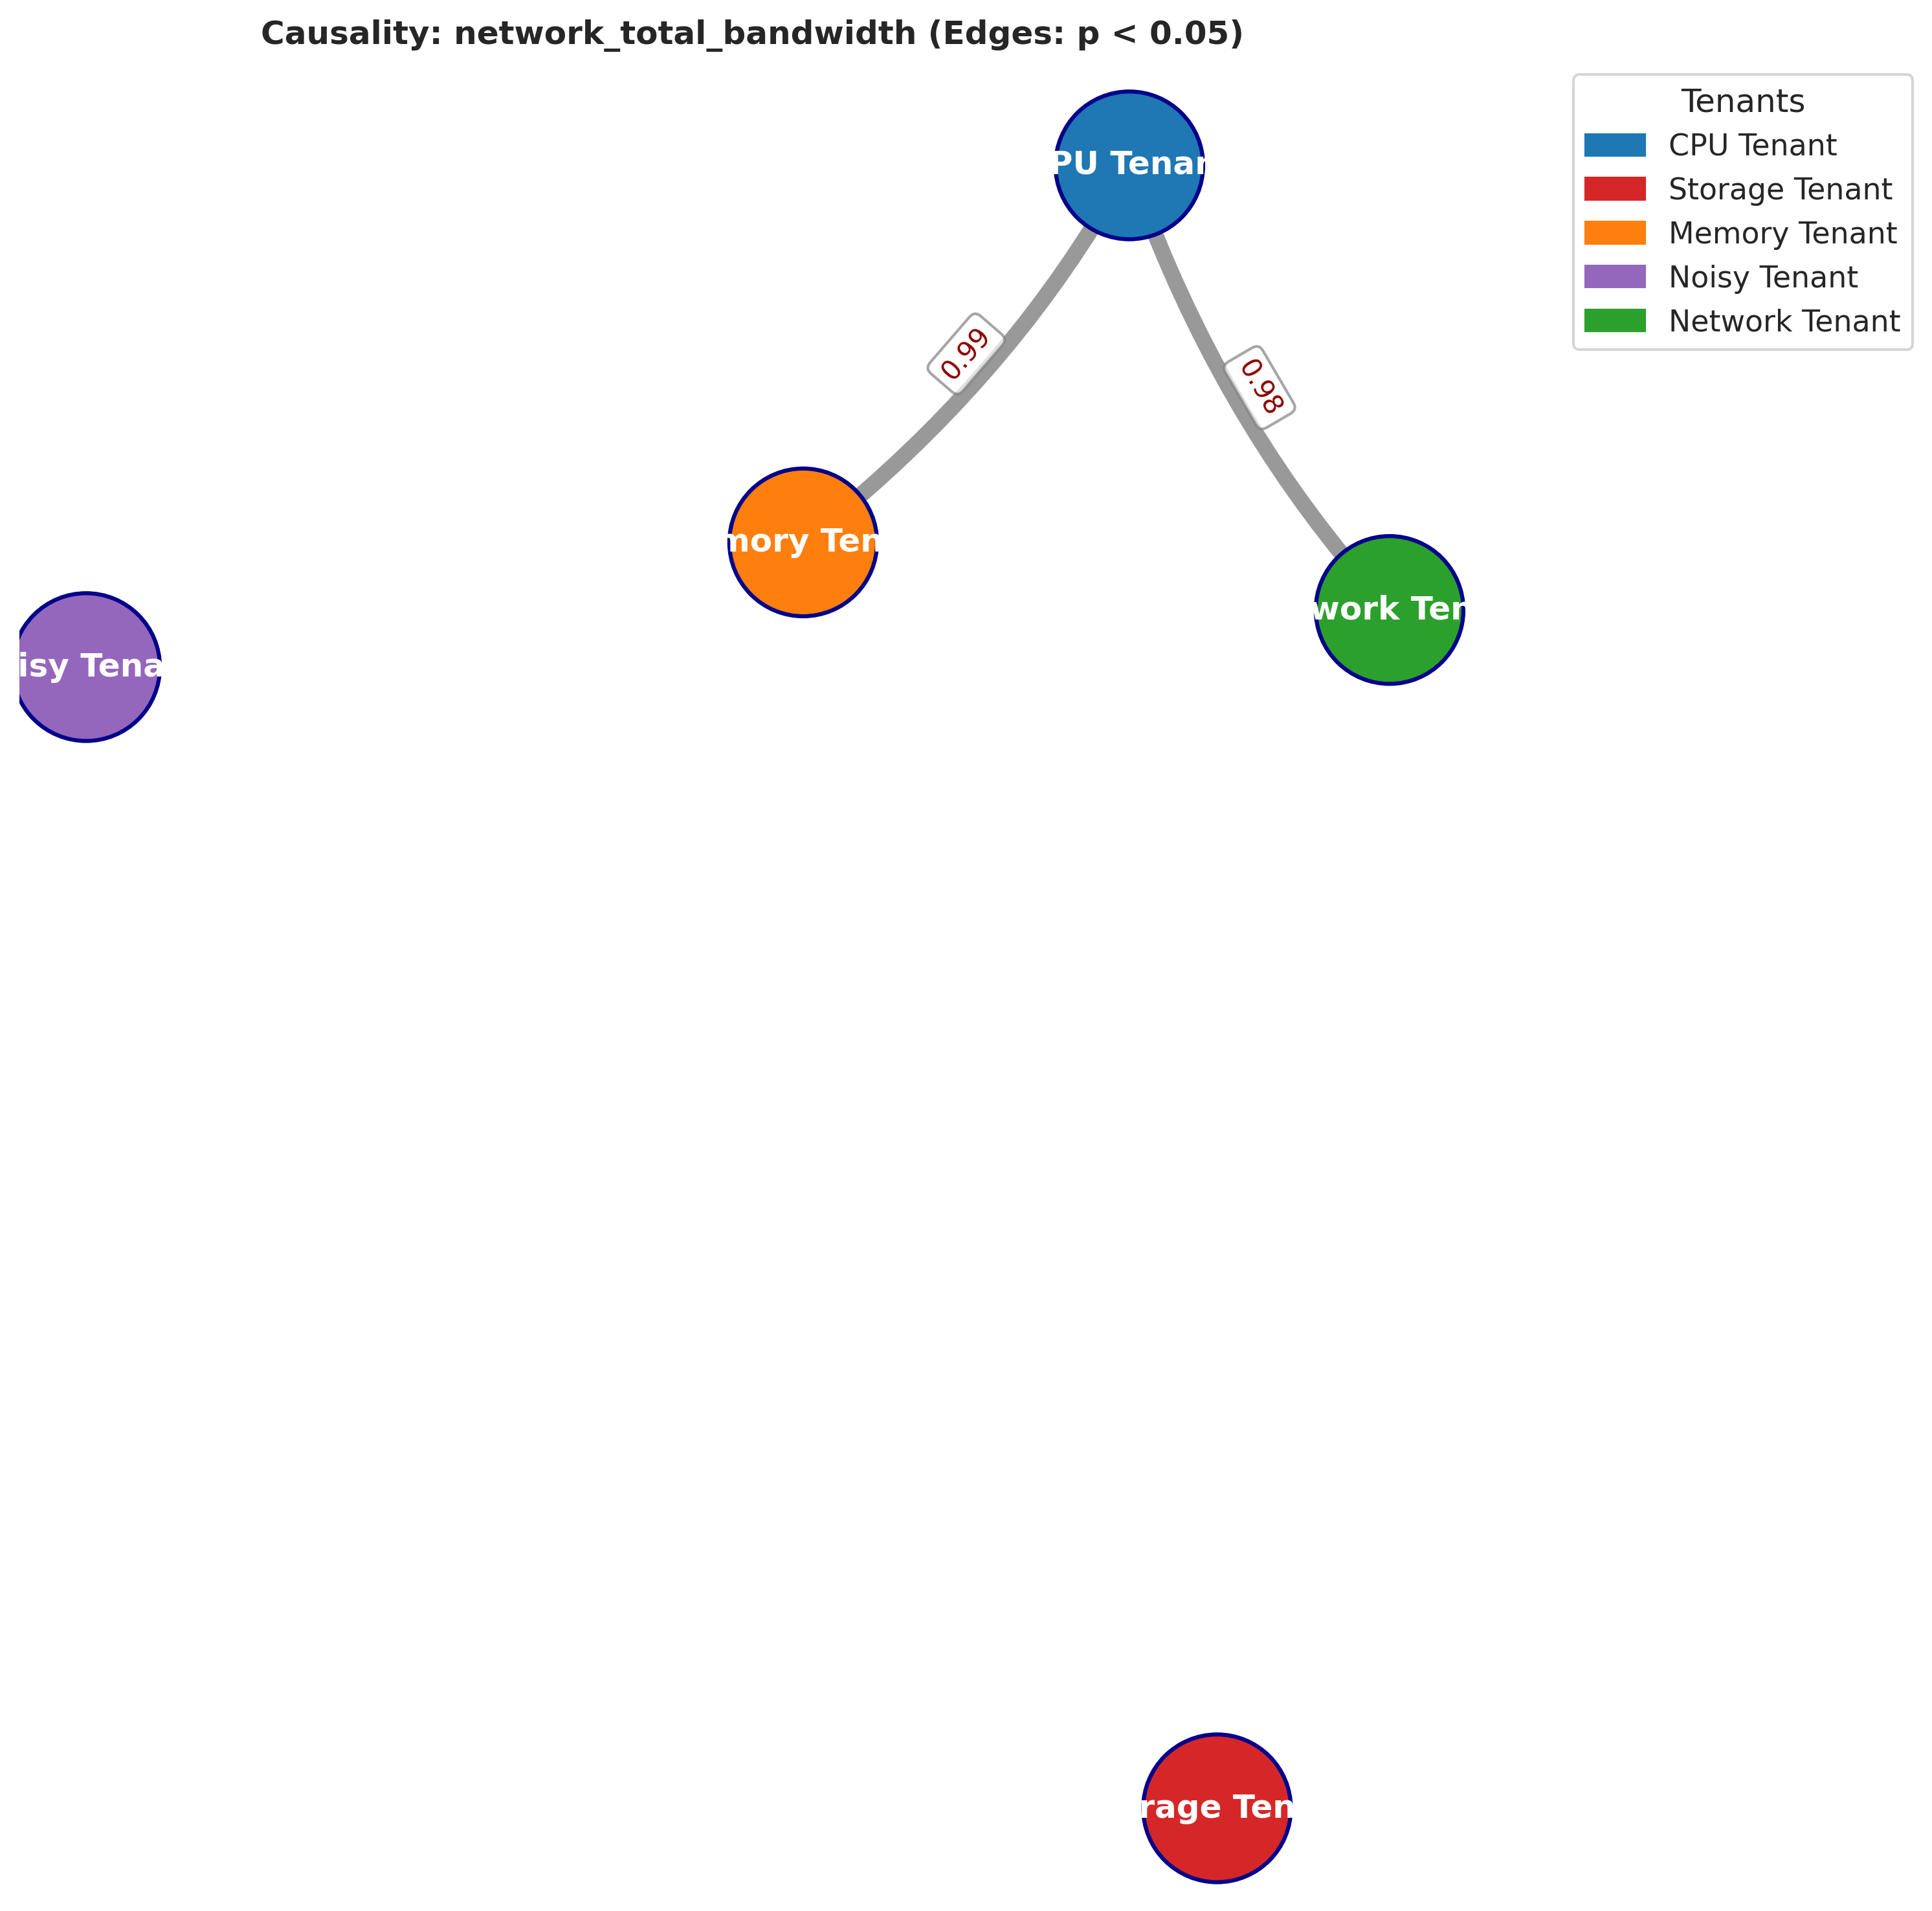 Causality: network_total_bandwidth (Edges: p < 0.05)
Tenants
CPU Tenant
Storage Tenant
Memory Tenant
Noisy Tenant
Network Tenant
PU Tenan
0.99
0.98
mory Ten
work Ten
isy Tena
rage Ten